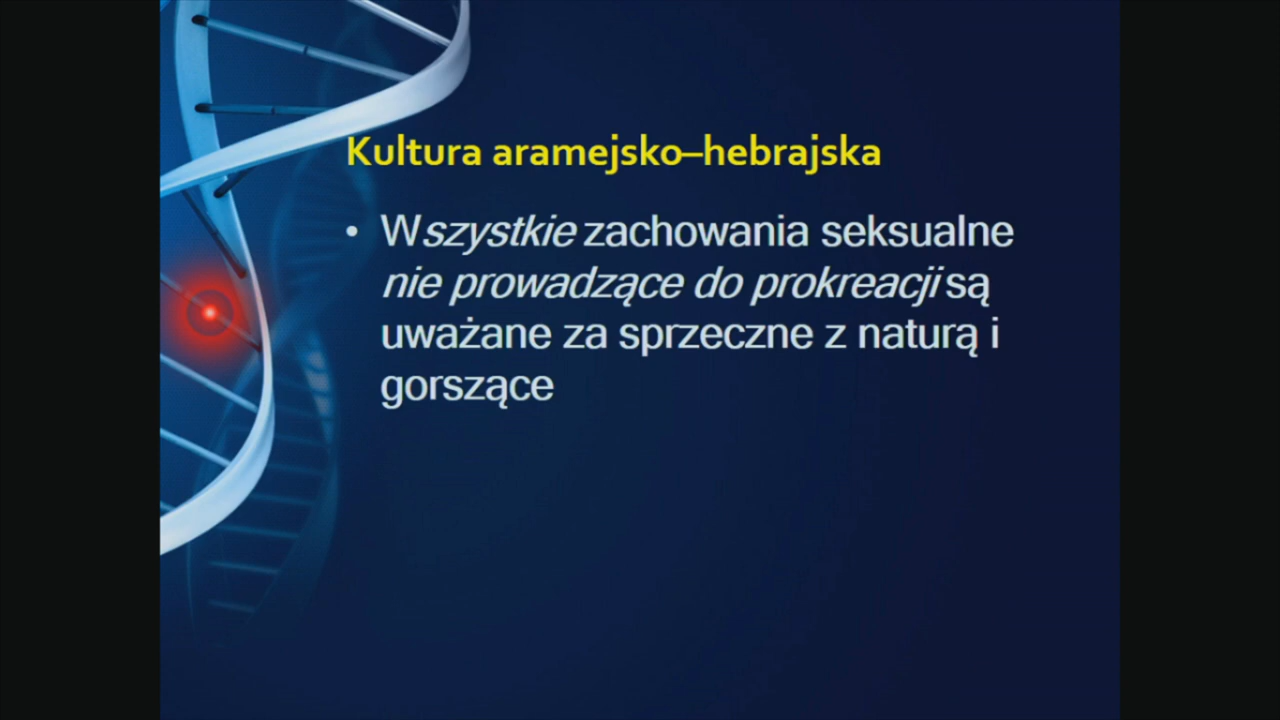 Kultura aramejsko–hebrajska
• Wszystkie zachowania seksualne
nie prowadzące do prokreacji są
uważane za sprzeczne z naturą i
gorszące